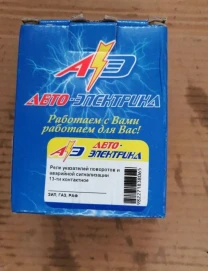 АЭ
АВТО-ЭЛЕКТРИКА
Работаем с Вами
работаем для Вас!
АЭ АВТО-ЭЛЕКТРИКА
Реле указателей поворотов и
аварийной сигнализации
13-ти контактное
ЗИЛ, ГАЗ, РАФ